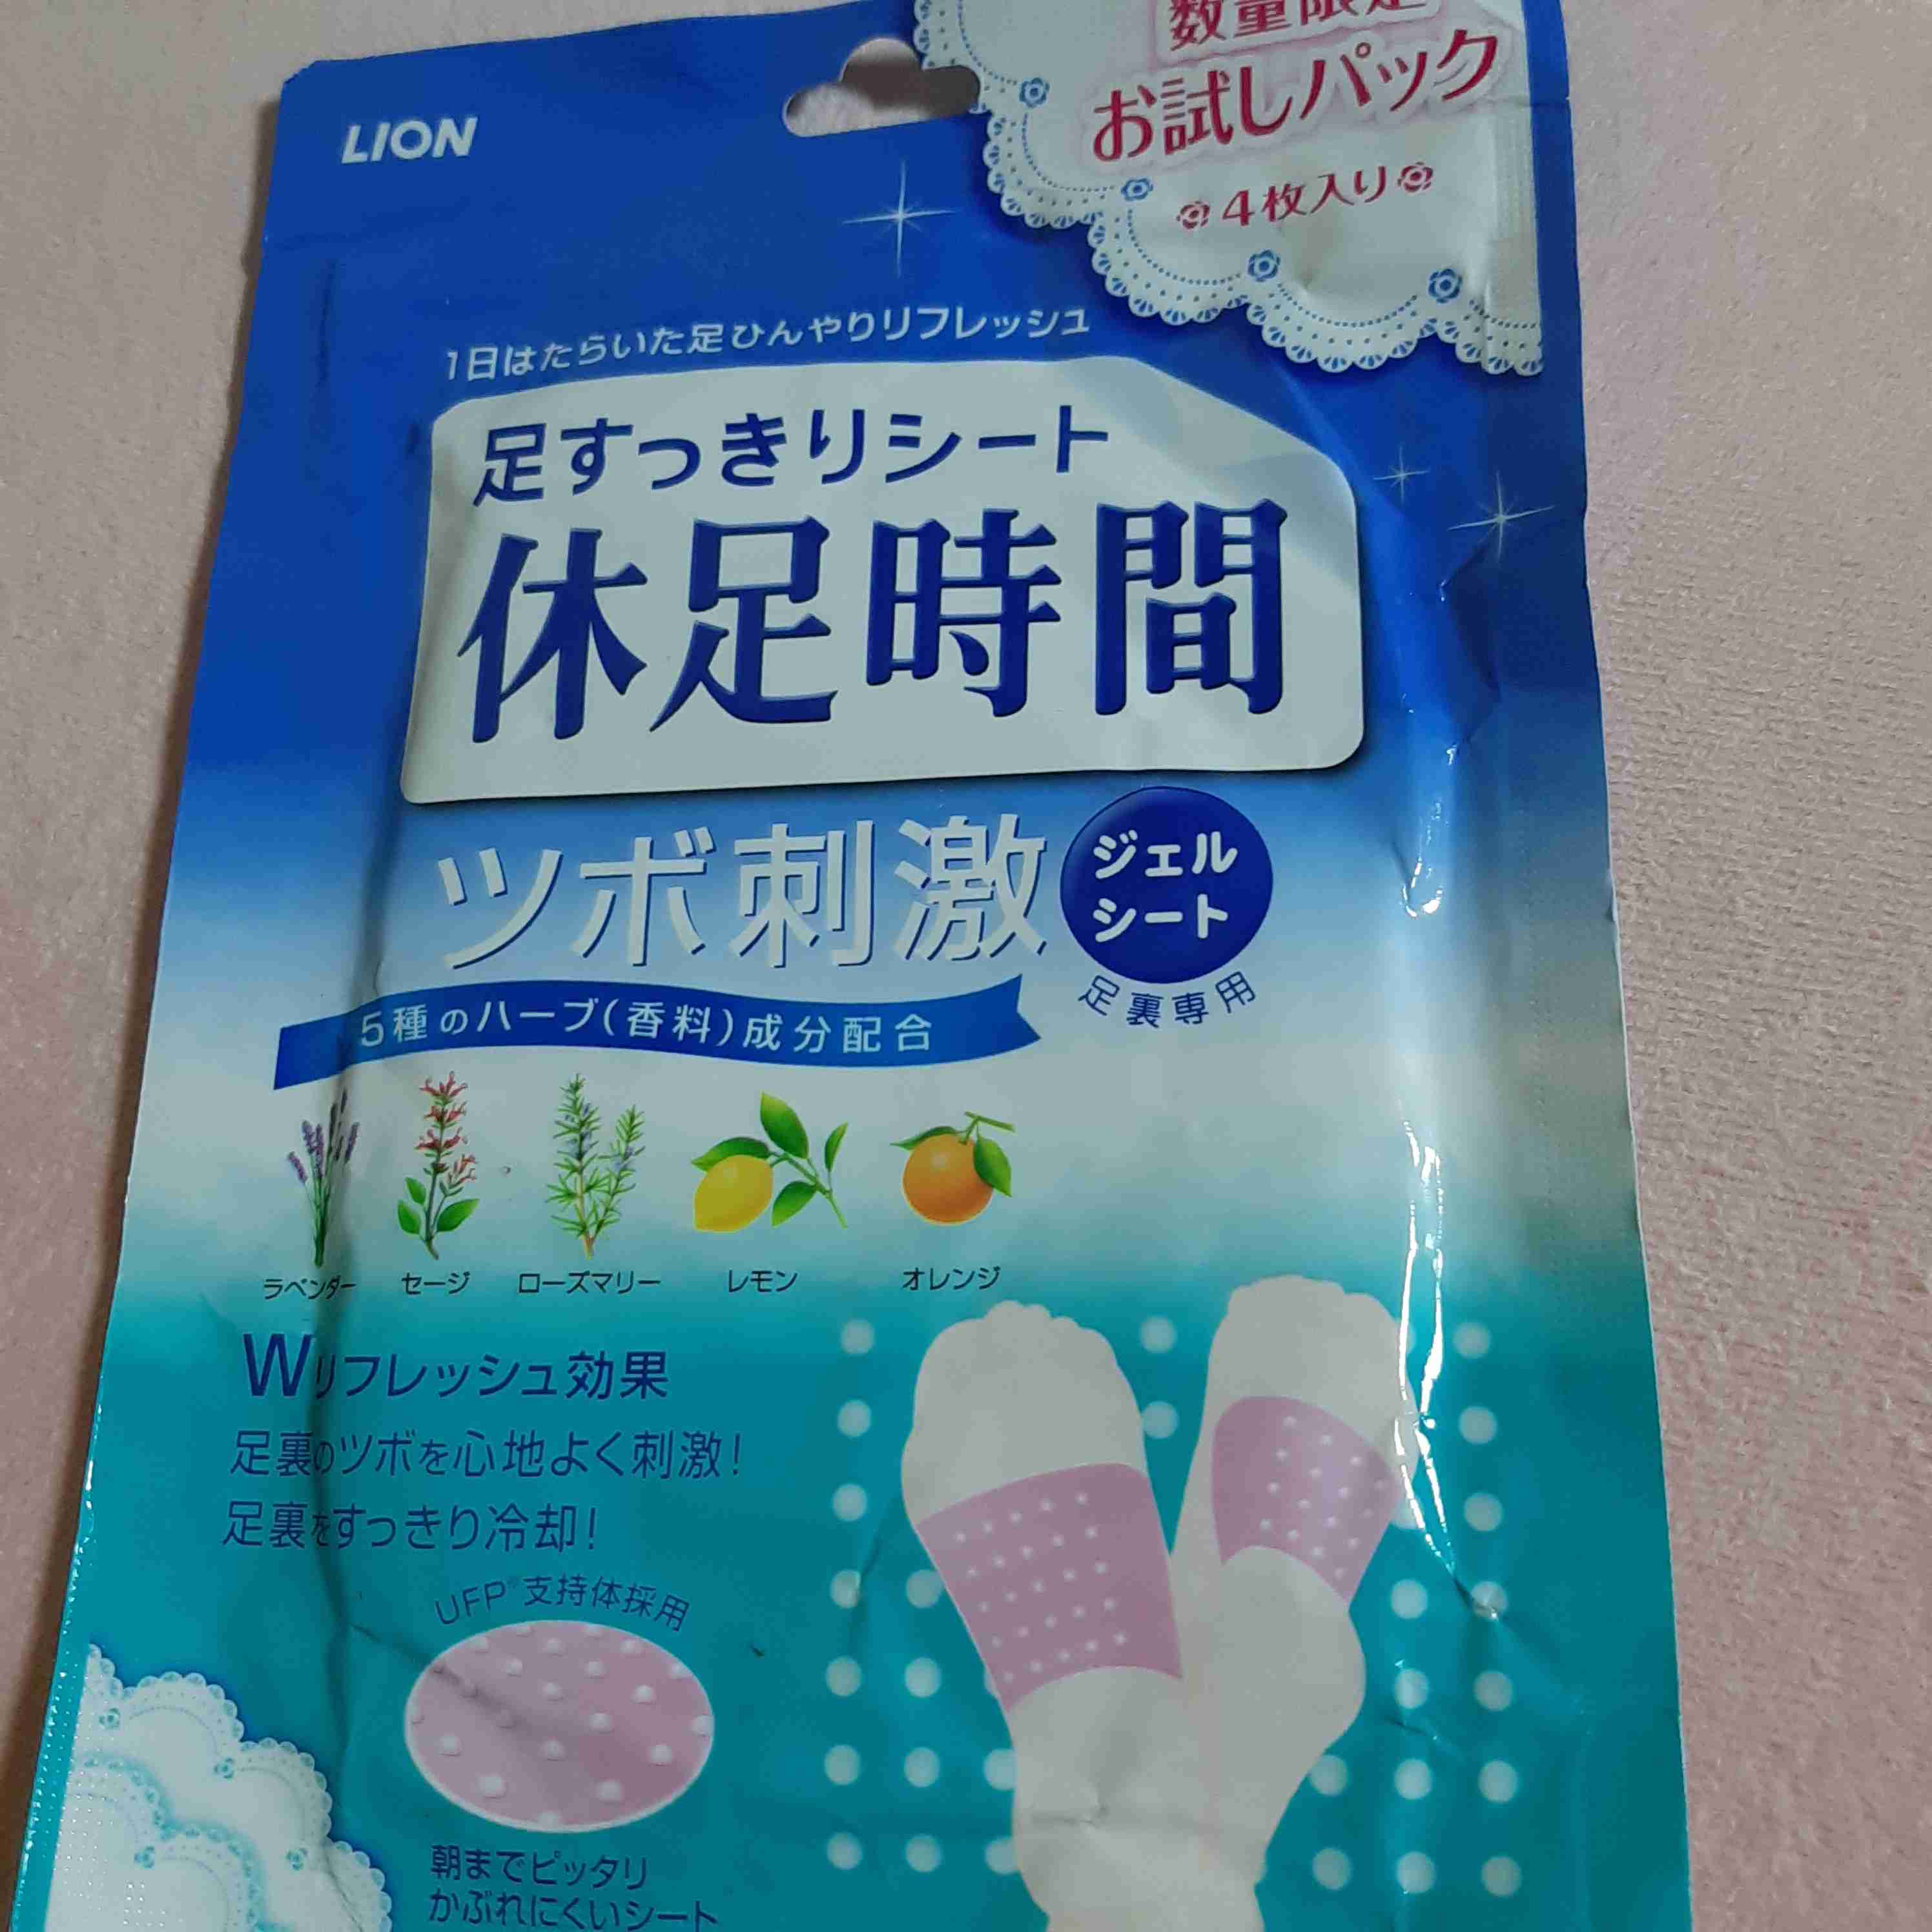 LION
数量限定
お試しパック
4枚入り
1日はたらいた足ひんやりリフレッシュ
足すっきりシート
休足時間
ツボ刺激
ジェル
シート
足裏専用
5種のハーブ(香料)成分配合
ラベンダー セージ ローズマリー レモン オレンジ
Wリフレッシュ効果
足裏のツボを心地よく刺激!
足裏をすっきり冷却!
UFP®支持体採用
朝までピッタリ
かぶれにくいシート